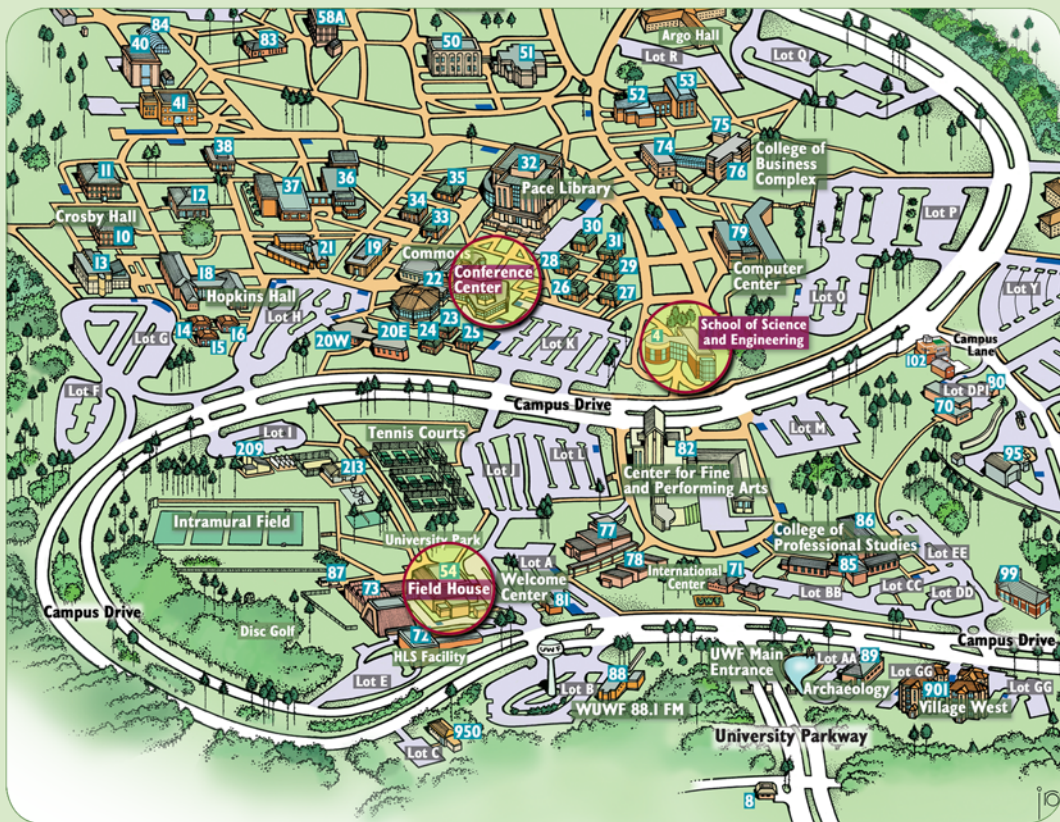 84
58A
40
83
50
51
Argo Hall
Lot R
Lot Q
41
52
53
75
74
76
College of
Business
Complex
38
11
12
37
36
35
32
Pace Library
34
33
Crosby Hall
10
13
21
19
Commons
22
Conference
Center
30
31
28
29
26
27
79
Computer
Center
Lot P
Lot O
Lot Y
18
Hopkins Hall
Lot H
14
15
16
Lot G
20W
20E
24
23
25
Lot K
4
School of Science
and Engineering
Campus
Lane
102
Lot DPI
80
70
Lot F
Campus Drive
Lot I
209
213
Tennis Courts
Lot J
Lot L
82
Center for Fine
and Performing Arts
Lot M
95
Intramural Field
University Park
77
78
86
College of
Professional Studies
85
Lot EE
Lot A
Welcome
Center
81
International
Center
71
UWF
Lot BB
Lot CC
Lot DD
99
87
73
54
Field House
72
HLS Facility
Campus Drive
Disc Golf
Lot E
UWF
Lot B
88
WUWF 88.1 FM
UWF Main
Entrance
Lot AA
89
Archaeology
Campus Drive
Lot GG
901
Village West
Lot GG
950
Lot C
University Parkway
8